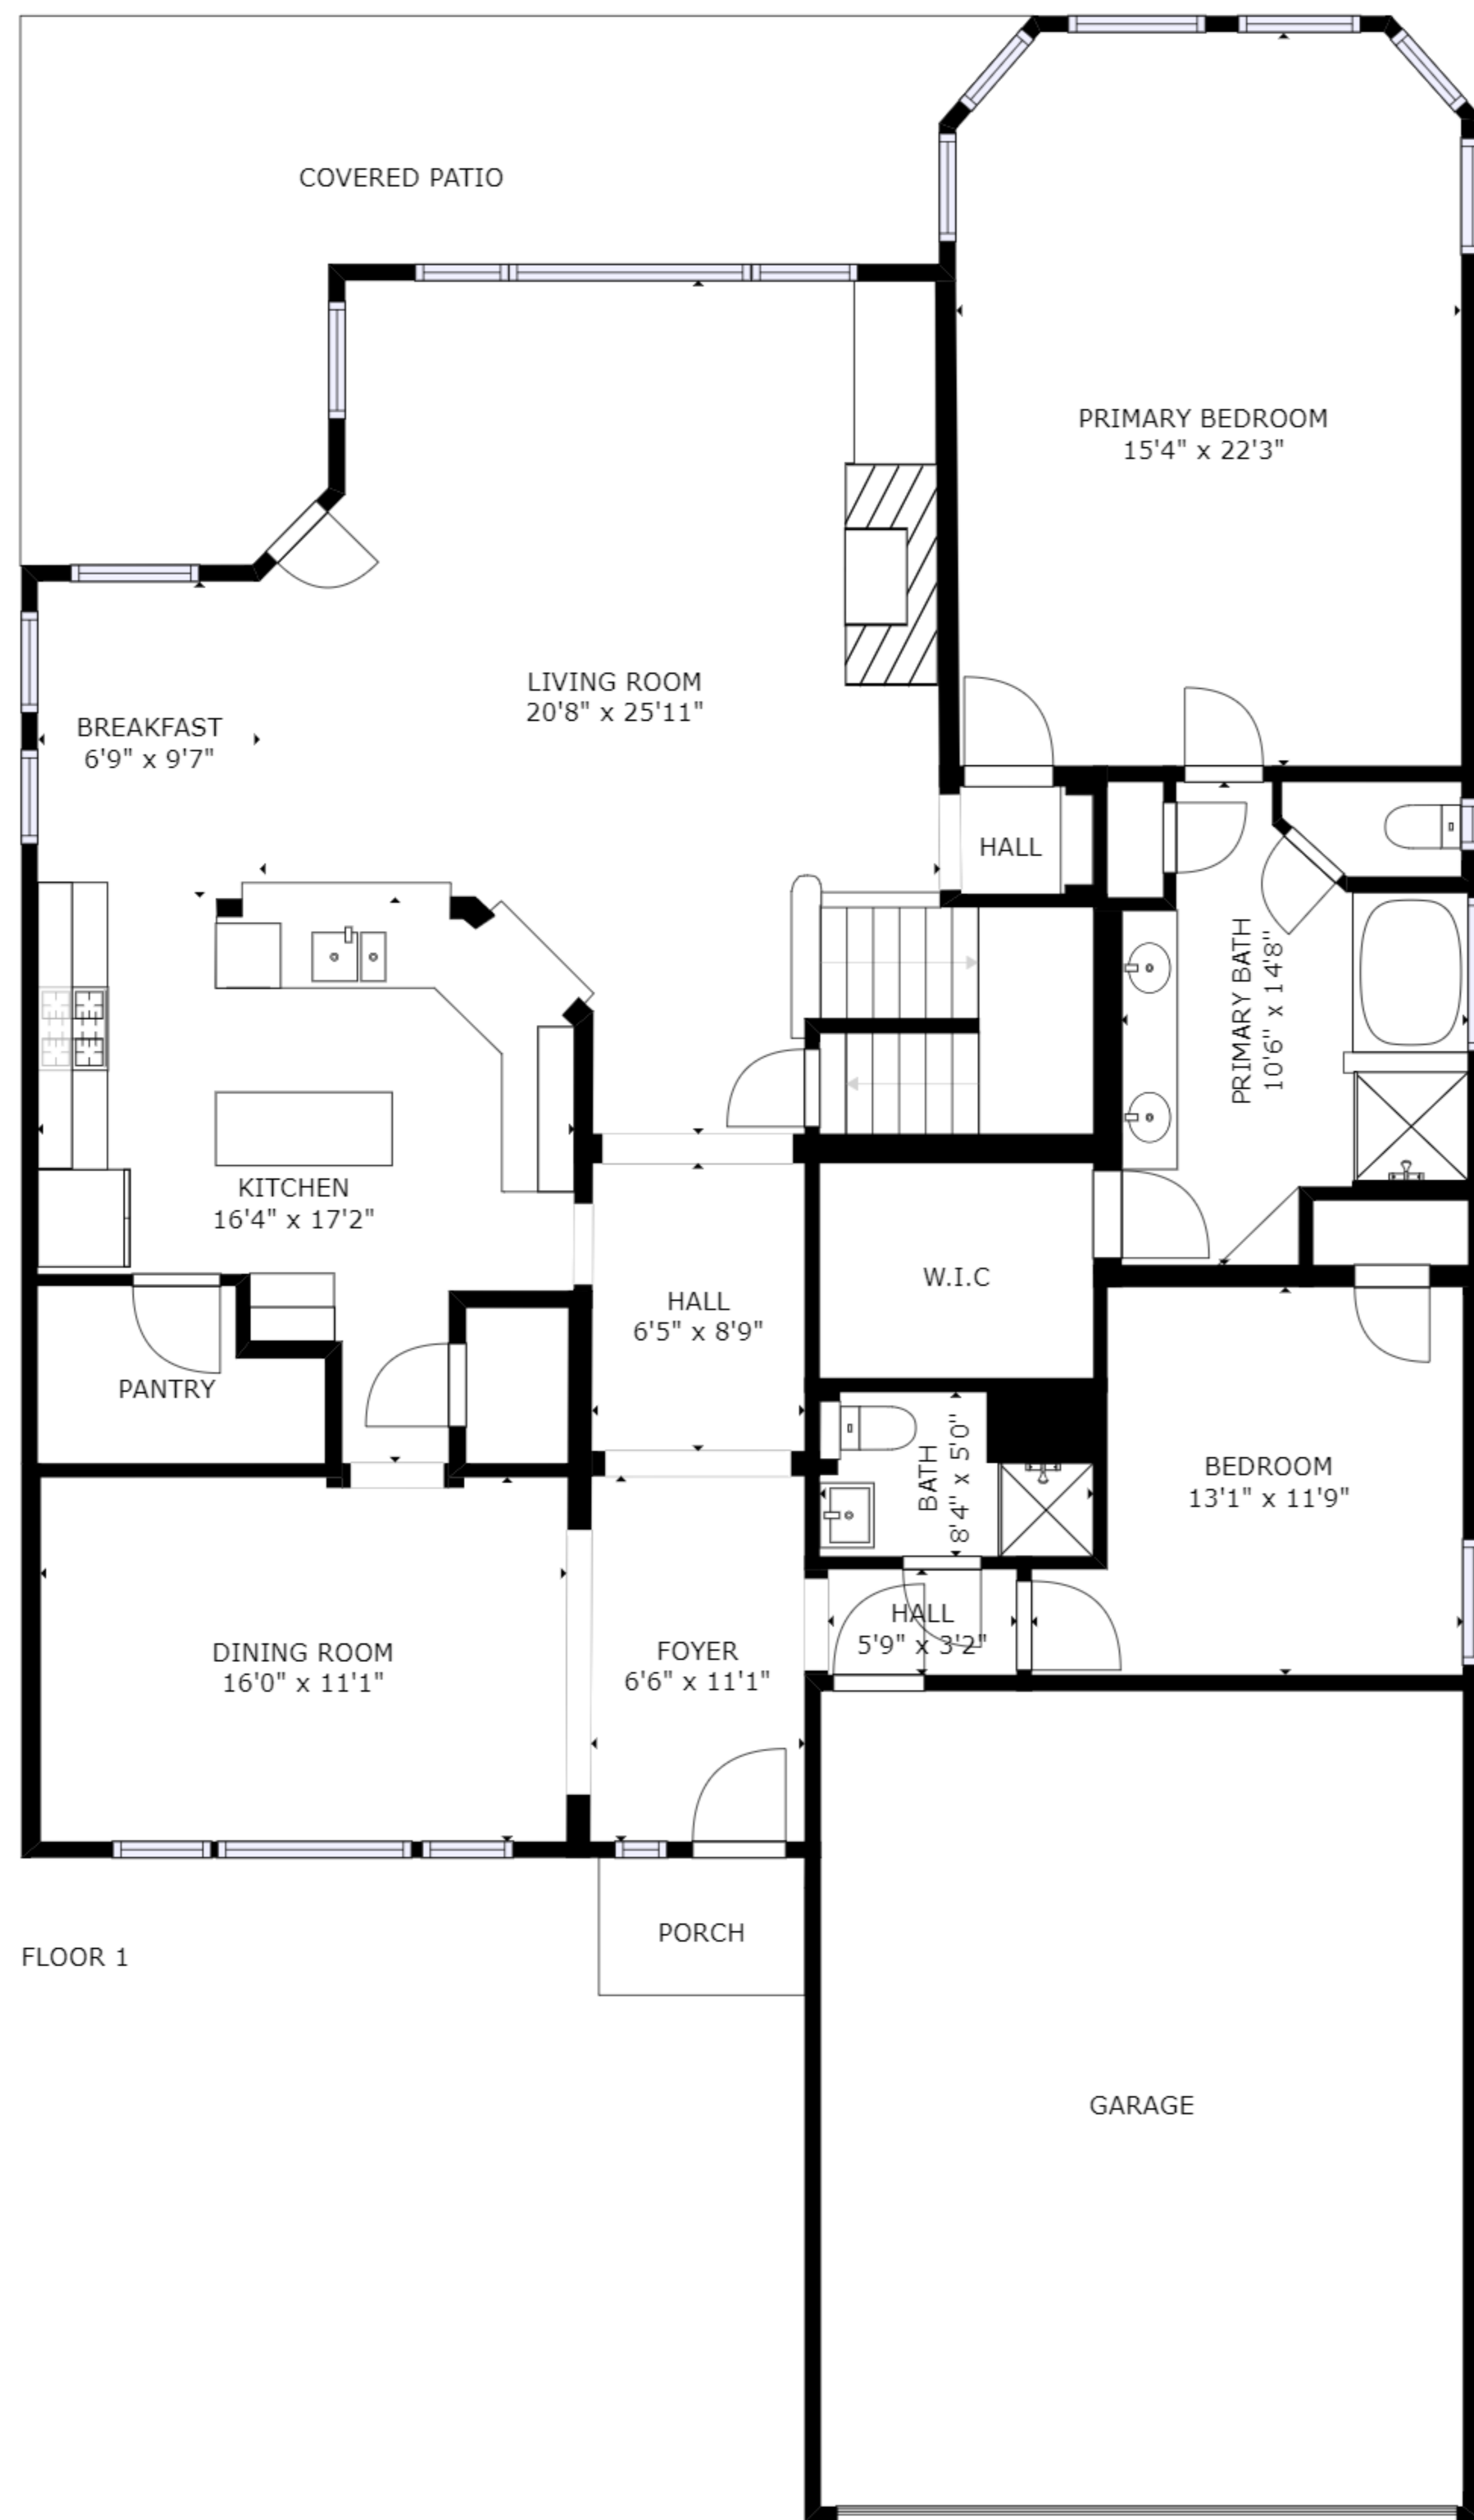 COVERED PATIO
PRIMARY BEDROOM
15'4" x 22'3"
LIVING ROOM
20'8" x 25'11"
BREAKFAST
6'9" x 9'7"
HALL
PRIMARY BATH
10'6" x 14'8"
KITCHEN
16'4" x 17'2"
W.I.C
HALL
6'5" x 8'9"
PANTRY
BATH
8'4" x 5'0"
BEDROOM
13'1" x 11'9"
HALL
5'9" x 3'2"
DINING ROOM
16'0" x 11'1"
FOYER
6'6" x 11'1"
PORCH
FLOOR 1
GARAGE